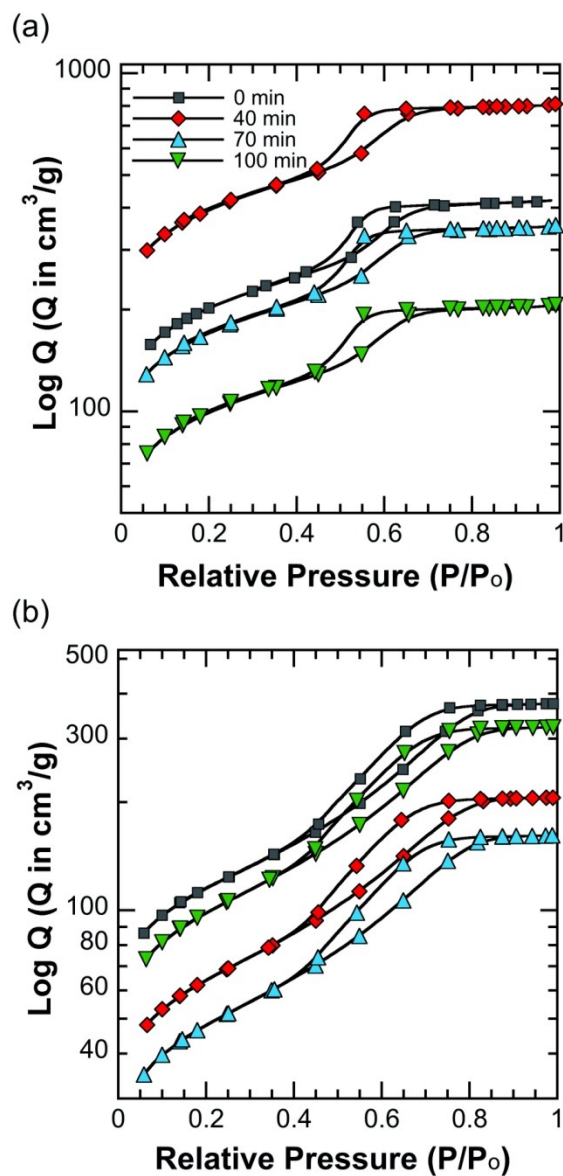 (a)
1000
0 min
40 min
70 min
100 min
100
Log Q (Q in cm³/g)
0 0.2 0.4 0.6 0.8 1
Relative Pressure (P/Po)
(b)
500
300
100
80
60
40
Log Q (Q in cm³/g)
0 0.2 0.4 0.6 0.8 1
Relative Pressure (P/Po)